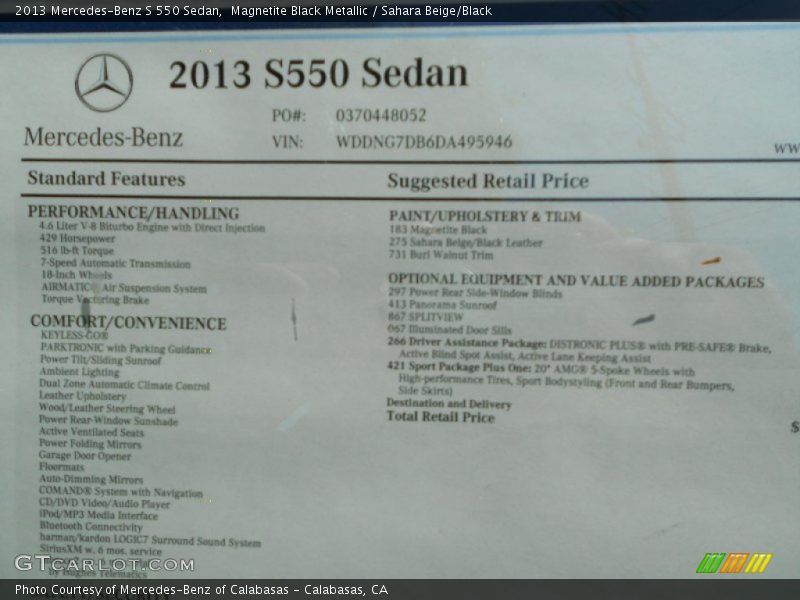 2013 Mercedes-Benz S 550 Sedan, Magnetite Black Metallic / Sahara Beige/Black
2013 S550 Sedan
PO#: 0370448052
Mercedes-Benz
VIN: WDDNG7DB6DA495946
WW
Standard Features
Suggested Retail Price
PERFORMANCE/HANDLING
4.6 Liter V-8 Biturbo Engine with Direct Injection
429 Horsepower
516 lb-ft Torque
7-Speed Automatic Transmission
18-Inch Wheels
AIRMATIC® Air Suspension System
Torque Vectoring Brake
COMFORT/CONVENIENCE
KEYLESS-GO®
PARKTRONIC with Parking Guidance
Power Tilt/Sliding Sunroof
Ambient Lighting
Dual Zone Automatic Climate Control
Leather Upholstery
Wood/Leather Steering Wheel
Power Rear-Window Sunshade
Active Ventilated Seats
Power Folding Mirrors
Garage Door Opener
Floormats
Auto-Dimming Mirrors
COMAND® System with Navigation
CD/DVD Video/Audio Player
iPod/MP3 Media Interface
Bluetooth Connectivity
harman/kardon LOGIC7 Surround Sound System
SiriusXM w. 6 mos. service
by Hughes Telematics
PAINT/UPHOLSTERY & TRIM
183 Magnetite Black
275 Sahara Beige/Black Leather
731 Burl Walnut Trim
OPTIONAL EQUIPMENT AND VALUE ADDED PACKAGES
297 Power Rear Side-Window Blinds
413 Panorama Sunroof
867 SPLITVIEW
067 Illuminated Door Sills
266 Driver Assistance Package: DISTRONIC PLUS® with PRE-SAFE® Brake,
Active Blind Spot Assist, Active Lane Keeping Assist
421 Sport Package Plus One: 20" AMG® 5-Spoke Wheels with
High-performance Tires, Sport Bodystyling (Front and Rear Bumpers,
Side Skirts)
Destination and Delivery
Total Retail Price
$
GTCARLOT.COM
Photo Courtesy of Mercedes-Benz of Calabasas - Calabasas, CA